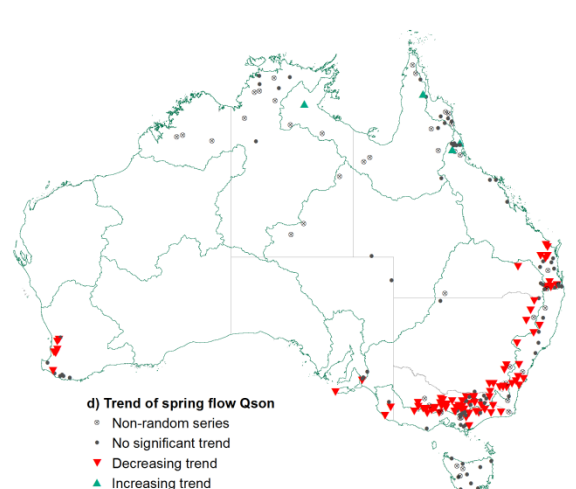 d) Trend of spring flow Qson
Non-random series
No significant trend
Decreasing trend
Increasing trend